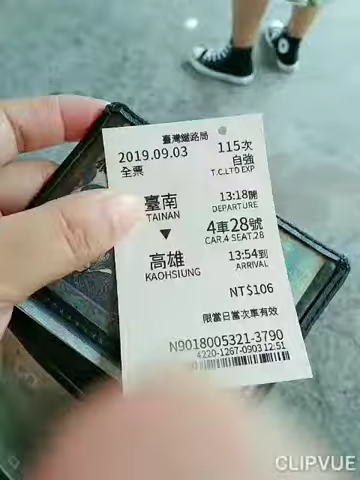 臺灣鐵路局
2019.09.03 115次
全票 自強
T.C.LTD EXP
臺南 13:18開
TAINAN DEPARTURE
▼ 4車28號
CAR.4 SEAT.28
高雄 13:54到
KAOHSIUNG ARRIVAL
NT$106
限當日當次車有效
N9018005321-3790
4220-1267-0903 12:51
CLIPVUE